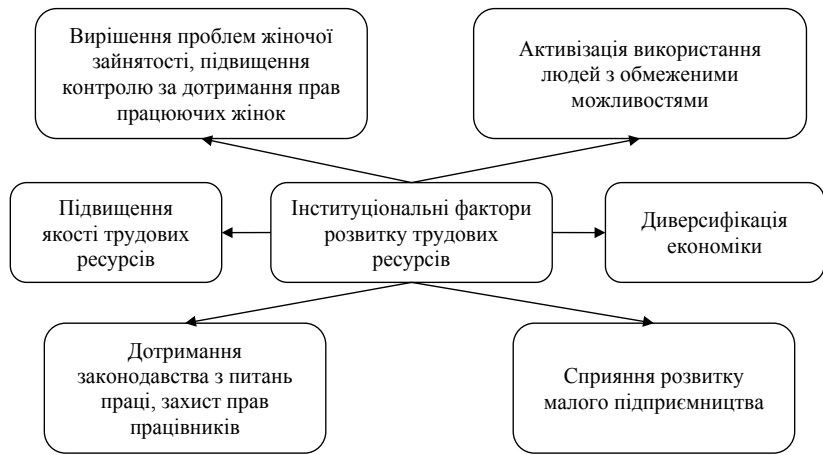 Вирішення проблем жіночої
зайнятості, підвищення
контролю за дотримання прав
працюючих жінок
Активізація використання
людей з обмеженими
можливостями
Підвищення
якості трудових
ресурсів
Інституціональні фактори
розвитку трудових
ресурсів
Диверсифікація
економіки
Дотримання
законодавства з питань
праці, захист прав
працівників
Сприяння розвитку
малого підприємництва